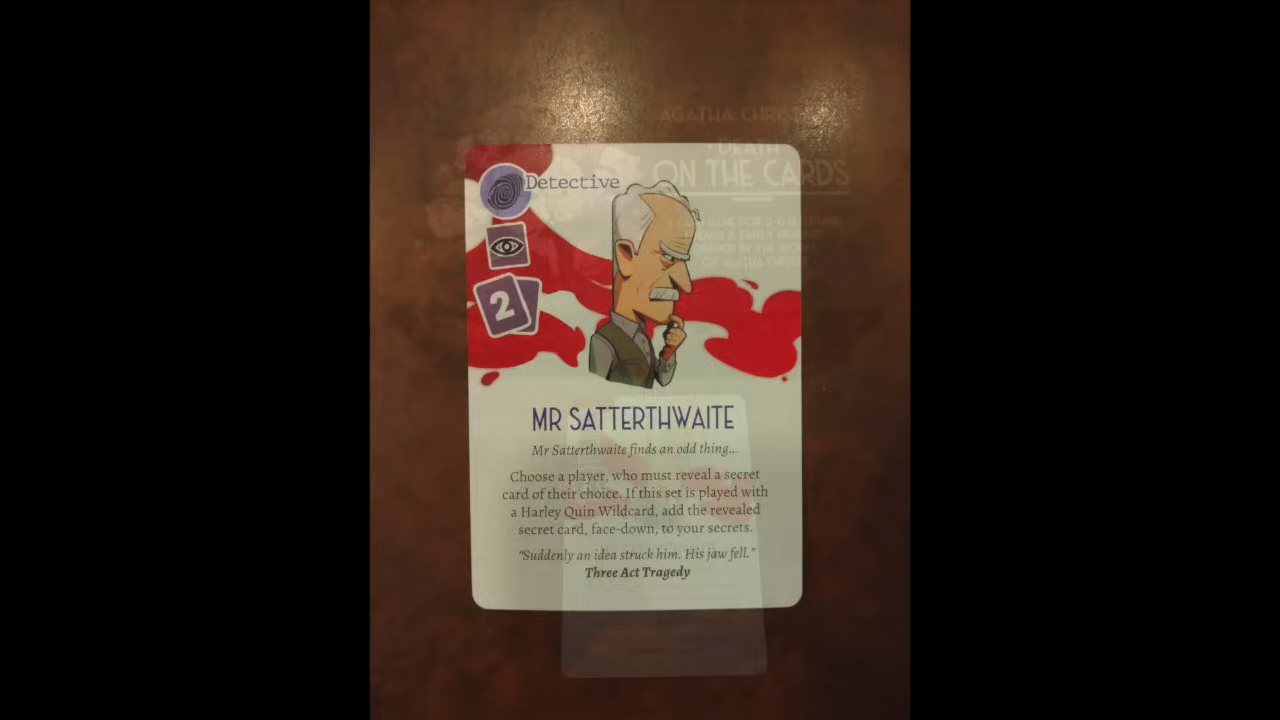 AGATHA CHRIST
DEATH
ON THE CARDS
Detective
2
MR SATTERTHWAITE
Mr Satterthwaite finds an odd thing...
Choose a player, who must reveal a secret
card of their choice. If this set is played with
a Harley Quin Wildcard, add the revealed
secret card, face-down, to your secrets.
"Suddenly an idea struck him. His jaw fell."
Three Act Tragedy